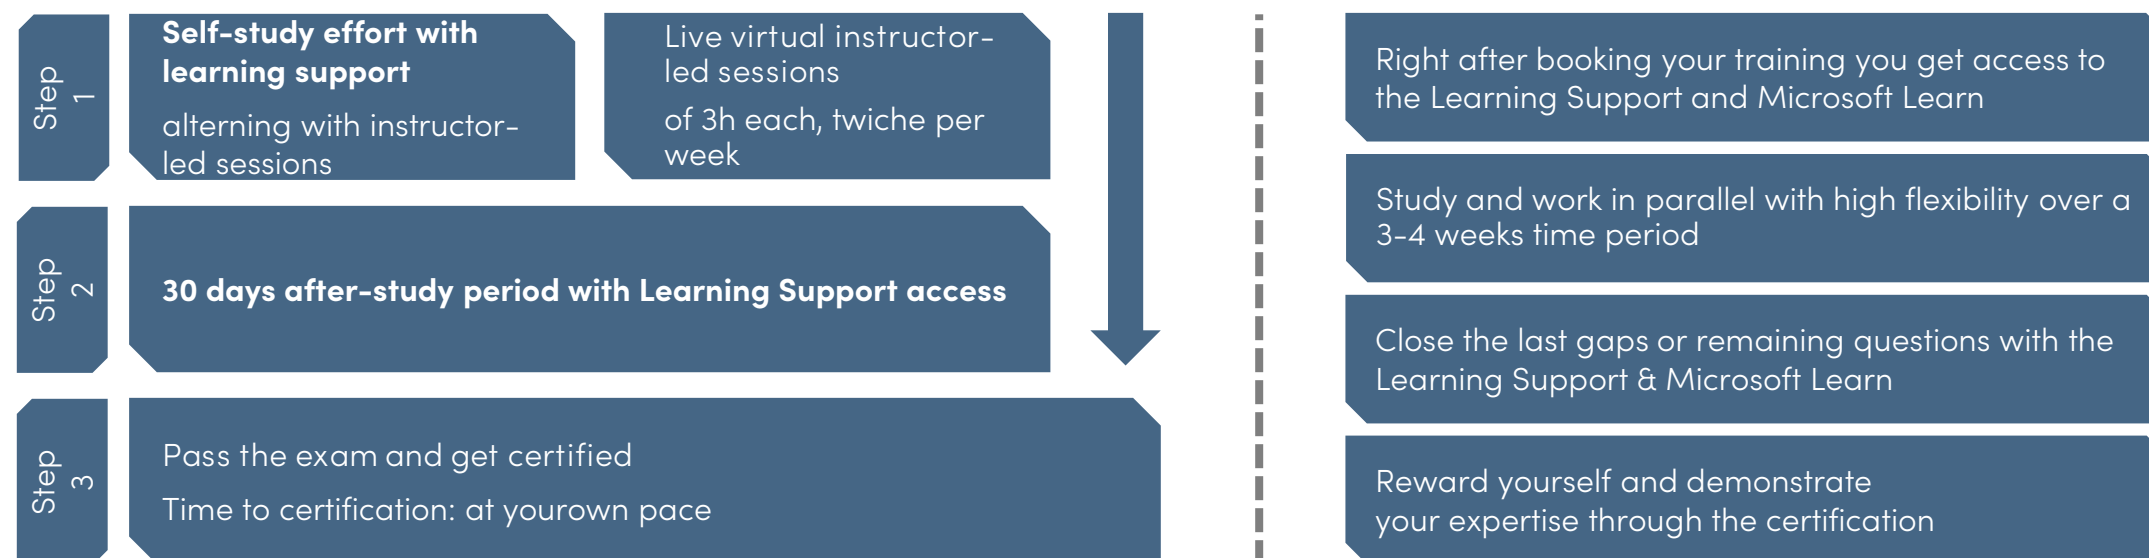 Step
1
Self-study effort with
learning support
alterning with instructor-
led sessions
Live virtual instructor-
led sessions
of 3h each, twiche per
week
Step
2
30 days after-study period with Learning Support access
Step
3
Pass the exam and get certified
Time to certification: at yourown pace
Right after booking your training you get access to
the Learning Support and Microsoft Learn
Study and work in parallel with high flexibility over a
3-4 weeks time period
Close the last gaps or remaining questions with the
Learning Support & Microsoft Learn
Reward yourself and demonstrate
your expertise through the certification